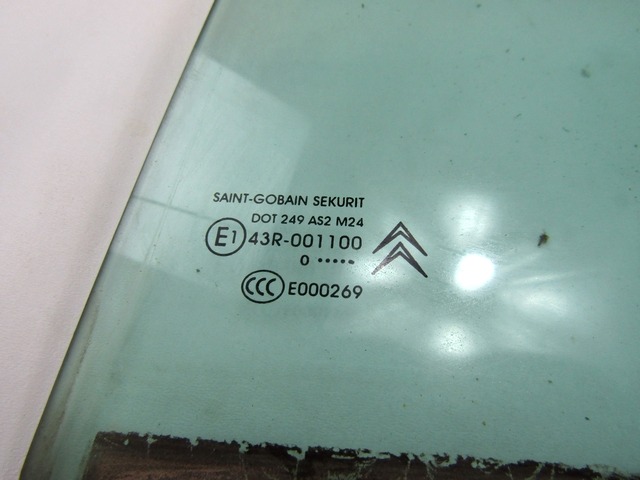 SAINT-GOBAIN SEKURIT
DOT 249 AS2 M24
E1 43R-001100
0 •••••
CCC E000269